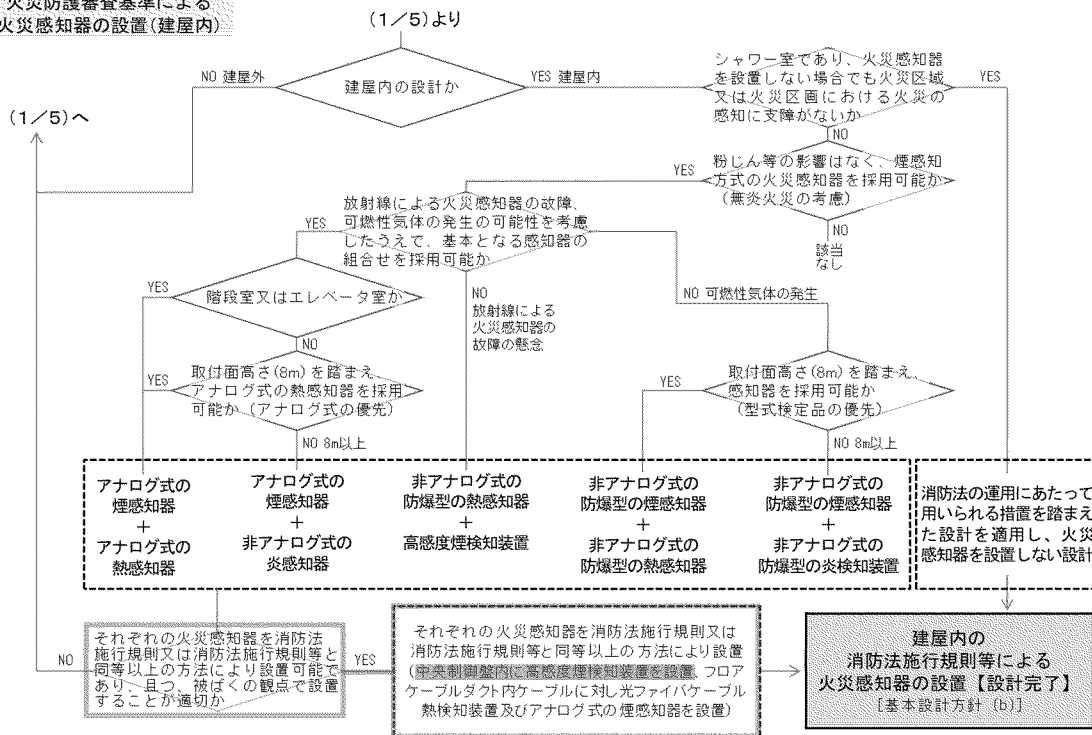 火災防護審査基準による
火災感知器の設置(建屋内)
(1/5)より
建屋内の設計か
NO 建屋外
YES 建屋内
シャワー室であり、火災感知器
を設置しない場合でも火災区域
又は火災区画における火災の
感知に支障がないか
YES
NO
(1/5)へ
粉じん等の影響はなく、煙感知
方式の火災感知器を採用可能か
(無炎火災の考慮)
YES
NO
該当
なし
放射線による火災感知器の故障、
可燃性気体の発生の可能性を考慮
したうえで、基本となる感知器の
組合せを採用可能か
YES
NO
放射線による
火災感知器の
故障の懸念
NO 可燃性気体の発生
階段室又はエレベータ室か
YES
NO
取付面高さ(8m)を踏まえ、
アナログ式の熱感知器を採用
可能か(アナログ式の優先)
YES
NO 8m以上
取付面高さ(8m)を踏まえ、
感知器を採用可能か
(型式検定品の優先)
YES
NO 8m以上
アナログ式の
煙感知器
+
アナログ式の
熱感知器
アナログ式の
煙感知器
+
非アナログ式の
炎感知器
非アナログ式の
防爆型の熱感知器
+
高感度煙検知装置
非アナログ式の
防爆型の煙感知器
+
非アナログ式の
防爆型の熱感知器
非アナログ式の
防爆型の煙感知器
+
非アナログ式の
防爆型の炎検知装置
消防法の運用にあたって
用いられる措置を踏まえ
た設計を適用し、火災
感知器を設置しない設計
それぞれの火災感知器を消防法
施行規則又は消防法施行規則等と
同等以上の方法により設置可能で
あり、且つ、被ばくの観点で設置
することが適切か
NO
YES
それぞれの火災感知器を消防法施行規則又は
消防法施行規則等と同等以上の方法により設置
(中央制御盤内に高感度煙検知装置を設置、フロア
ケーブルダクト内ケーブルに対し光ファイバケーブル
熱検知装置及びアナログ式の煙感知器を設置)
建屋内の
消防法施行規則等による
火災感知器の設置【設計完了】
[基本設計方針 (b)]